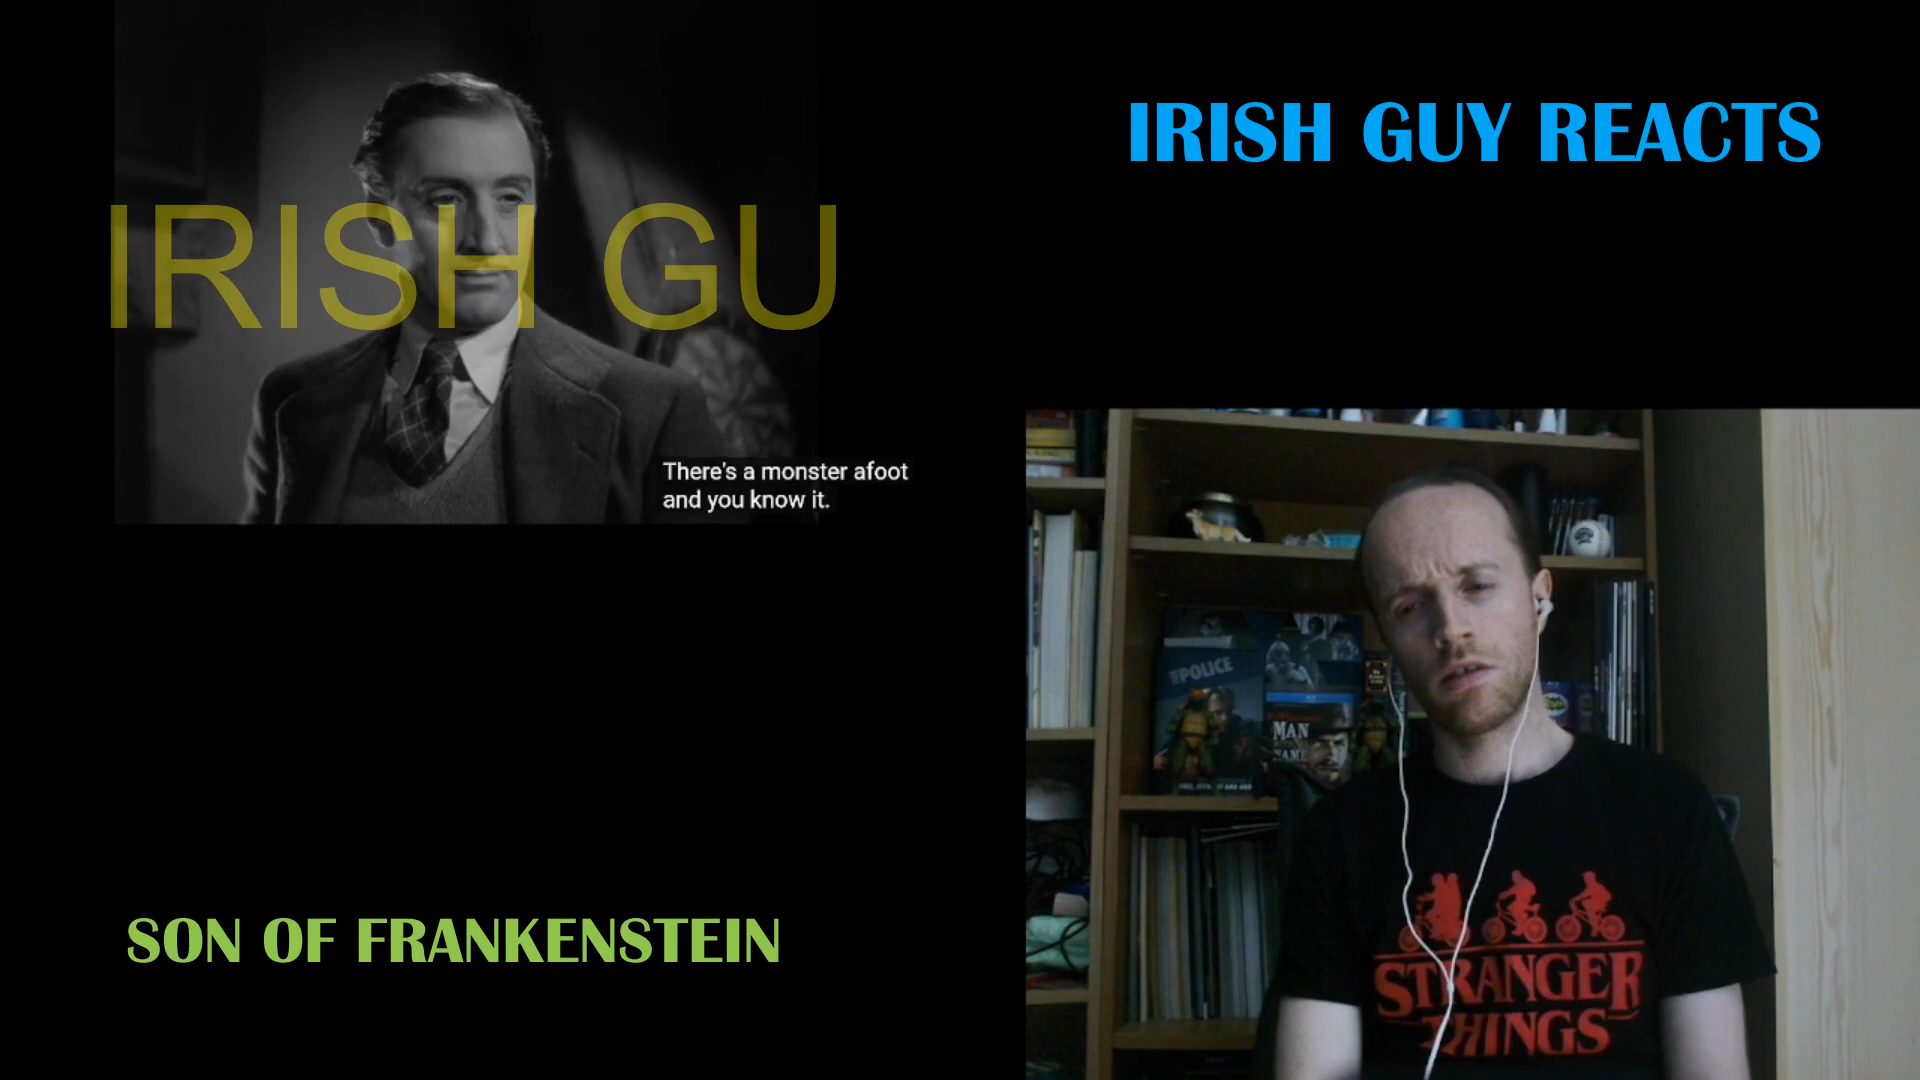 IRISH GUY REACTS
IRISH GU
There's a monster afoot
and you know it.
POLICE
MAN
NAME
STRANGER
THINGS
SON OF FRANKENSTEIN